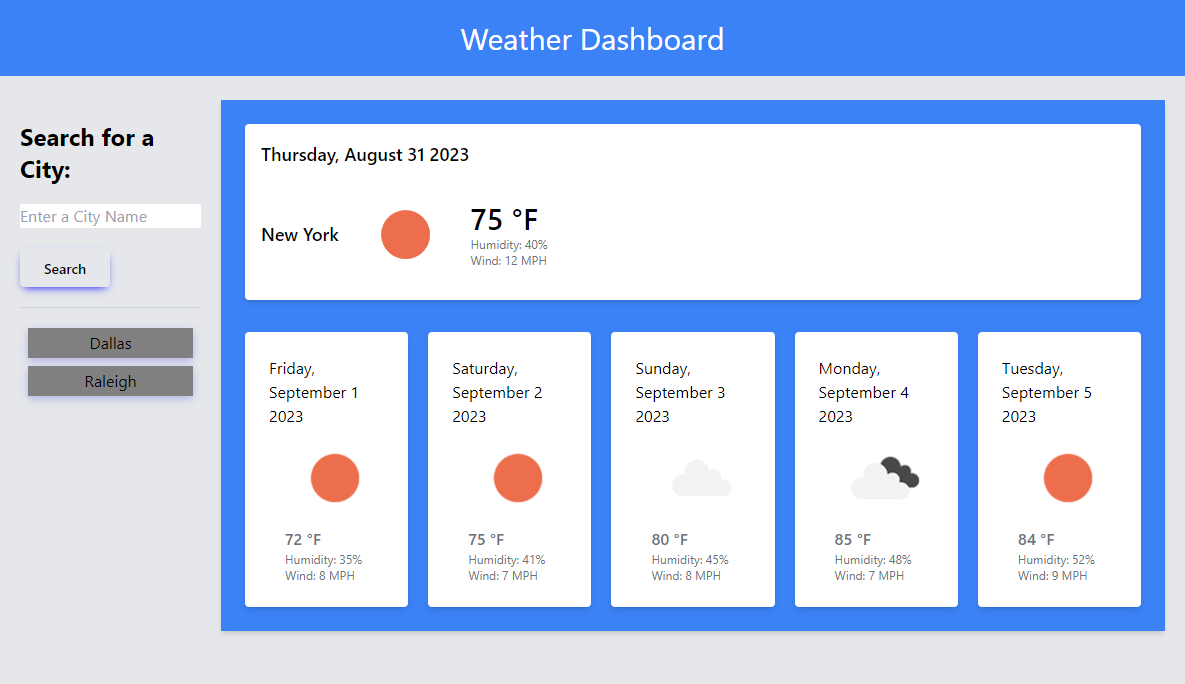 Weather Dashboard
Search for a
City:
Enter a City Name
Search
Dallas
Raleigh
Thursday, August 31 2023
New York
75 °F
Humidity: 40%
Wind: 12 MPH
Friday,
September 1
2023
72 °F
Humidity: 35%
Wind: 8 MPH
Saturday,
September 2
2023
75 °F
Humidity: 41%
Wind: 7 MPH
Sunday,
September 3
2023
80 °F
Humidity: 45%
Wind: 8 MPH
Monday,
September 4
2023
85 °F
Humidity: 48%
Wind: 7 MPH
Tuesday,
September 5
2023
84 °F
Humidity: 52%
Wind: 9 MPH